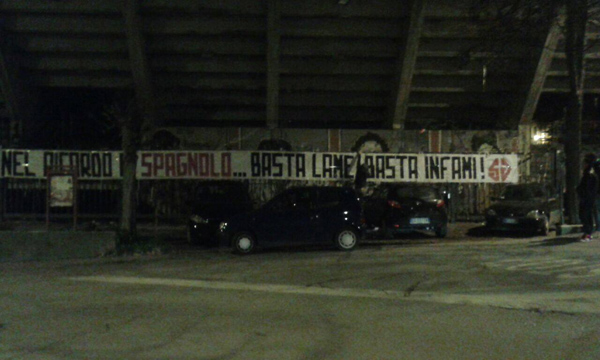 NEL RICORDO DI SPAGNOLO... BASTA LAME BASTA INFAMI!